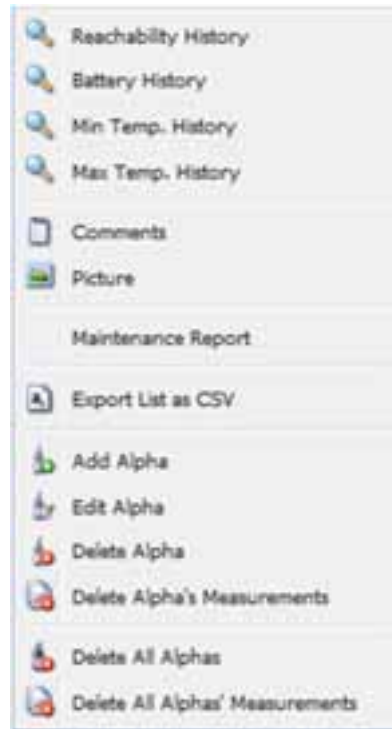 Reachability History
Battery History
Min Temp. History
Max Temp. History
Comments
Picture
Maintenance Report
Export List as CSV
Add Alpha
Edit Alpha
Delete Alpha
Delete Alpha's Measurements
Delete All Alphas
Delete All Alphas' Measurements